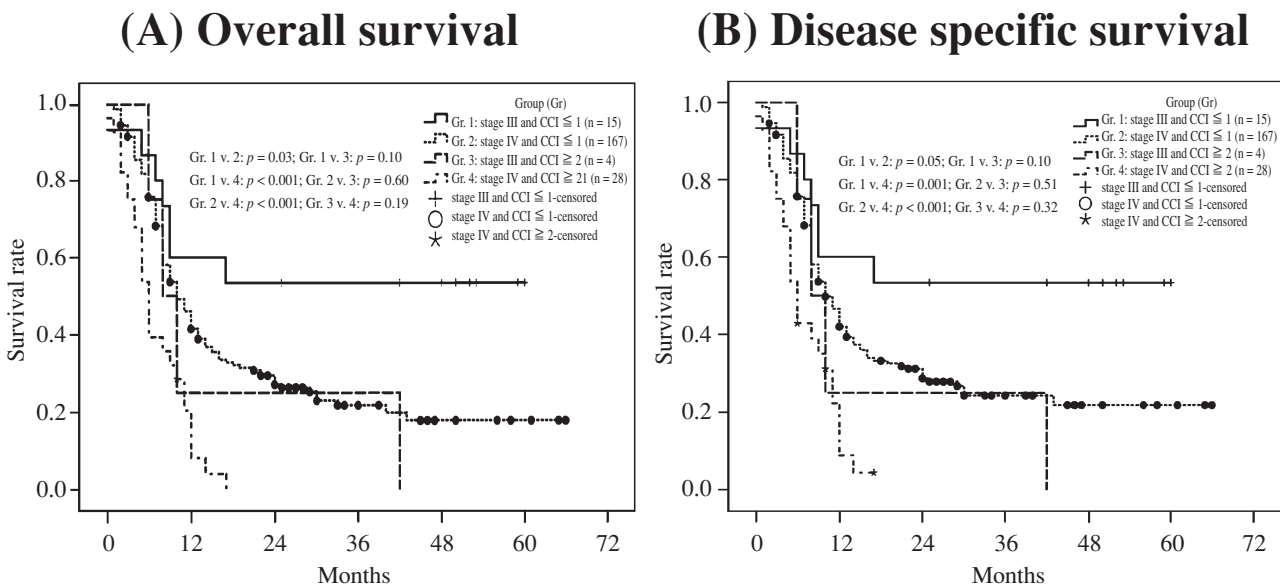 (A) Overall survival
Group (Gr)
Gr. 1: stage III and CCI ≦ 1 (n = 15)
Gr. 2: stage IV and CCI ≦ 1 (n = 167)
Gr. 3: stage III and CCI ≧ 2 (n = 4)
Gr. 4: stage IV and CCI ≧ 21 (n = 28)
stage III and CCI ≦ 1-censored
stage IV and CCI ≦ 1-censored
stage IV and CCI ≧ 2-censored
Gr. 1 v. 2: p = 0.03; Gr. 1 v. 3: p = 0.10
Gr. 1 v. 4: p < 0.001; Gr. 2 v. 3: p = 0.60
Gr. 2 v. 4: p < 0.001; Gr. 3 v. 4: p = 0.19
Survival rate
1.0
0.8
0.6
0.4
0.2
0.0
0 12 24 36 48 60 72
Months
(B) Disease specific survival
Group (Gr)
Gr. 1: stage III and CCI ≦ 1 (n = 15)
Gr. 2: stage IV and CCI ≦ 1 (n = 167)
Gr. 3: stage III and CCI ≧ 2 (n = 4)
Gr. 4: stage IV and CCI ≧ 2 (n = 28)
stage III and CCI ≦ 1-censored
stage IV and CCI ≦ 1-censored
stage IV and CCI ≧ 2-censored
Gr. 1 v. 2: p = 0.05; Gr. 1 v. 3: p = 0.10
Gr. 1 v. 4: p = 0.001; Gr. 2 v. 3: p = 0.51
Gr. 2 v. 4: p < 0.001; Gr. 3 v. 4: p = 0.32
Survival rate
1.0
0.8
0.6
0.4
0.2
0.0
0 12 24 36 48 60 72
Months